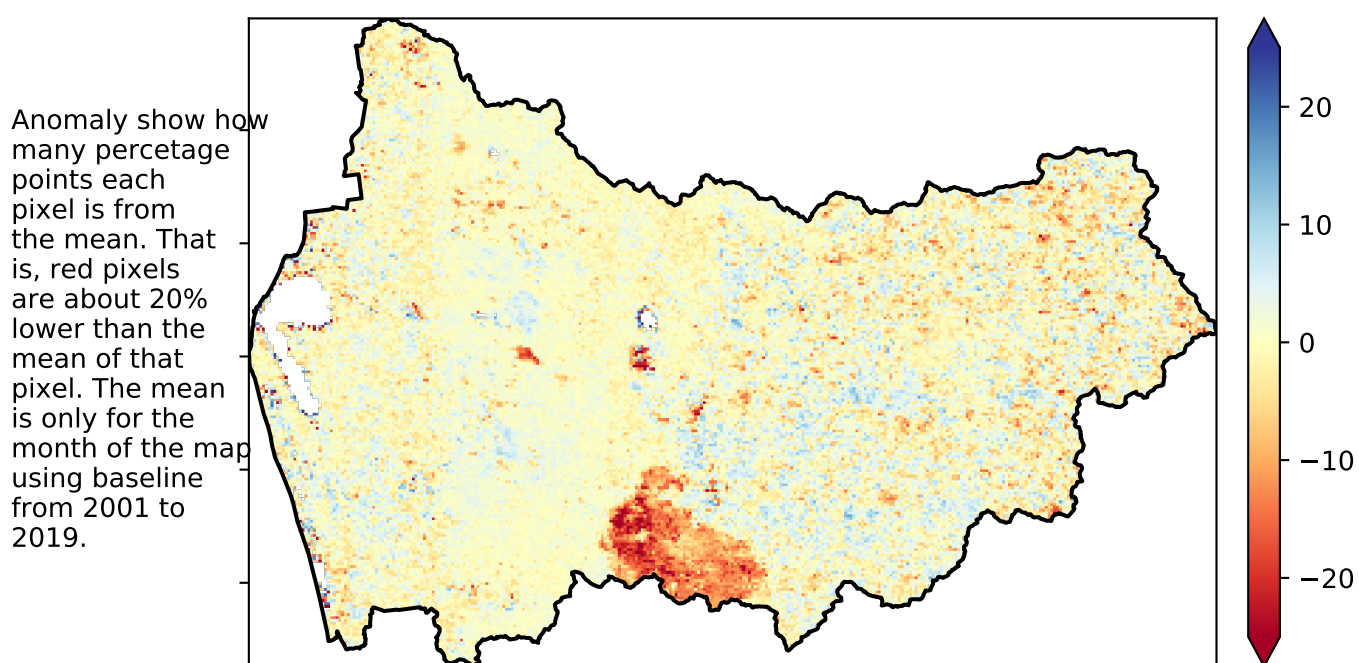 Anomaly show how
many percetage
points each
pixel is from
the mean. That
is, red pixels
are about 20%
lower than the
mean of that
pixel. The mean
is only for the
month of the map
using baseline
from 2001 to
2019.
20
10
0
−10
−20